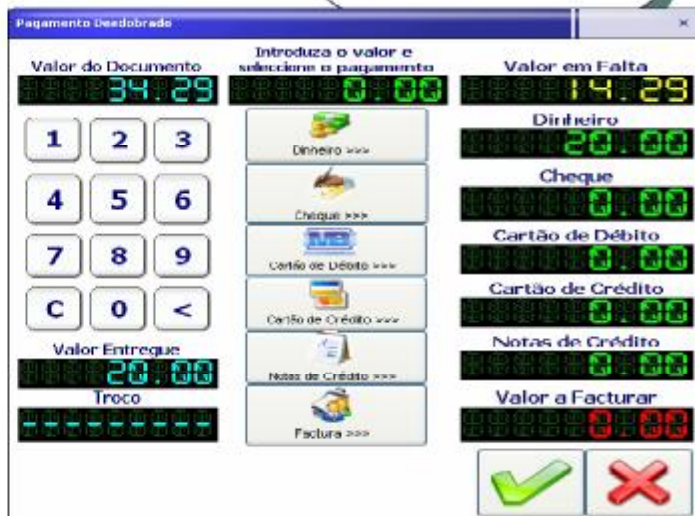 Pagamento Desdobrado
Valor do Documento
34.29
Introduza o valor e
seleccione o pagamento
0.00
Valor em Falta
14.29
1 2 3
4 5 6
7 8 9
C 0 <
Valor Entregue
20.00
Troco
---------
Dinheiro >>>
Cheque >>>
MB
Cartão de Débito >>>
Cartão de Crédito >>>
Notas de Crédito >>>
Factura >>>
Dinheiro
20.00
Cheque
0.00
Cartão de Débito
0.00
Cartão de Crédito
0.00
Notas de Crédito
0.00
Valor a Facturar
0.00